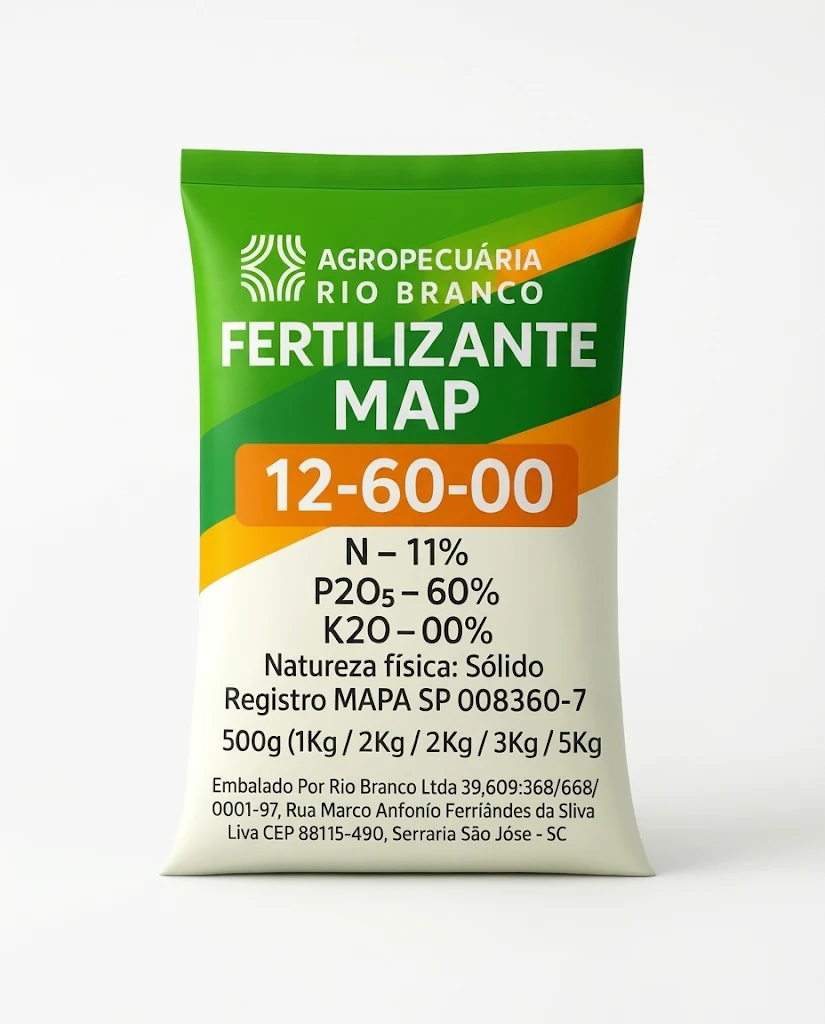 AGROPECUÁRIA
RIO BRANCO
FERTILIZANTE
MAP
12-60-00
N – 11%
P2O₅ – 60%
K2O – 00%
Natureza física: Sólido
Registro MAPA SP 008360-7
500g (1Kg / 2Kg / 2Kg / 3Kg / 5Kg
Embalado Por Rio Branco Ltda 39,609:368/668/
0001-97, Rua Marco Anfonío Ferríândes da Sliva
Liva CEP 88115-490, Serraria São Jóse - SC